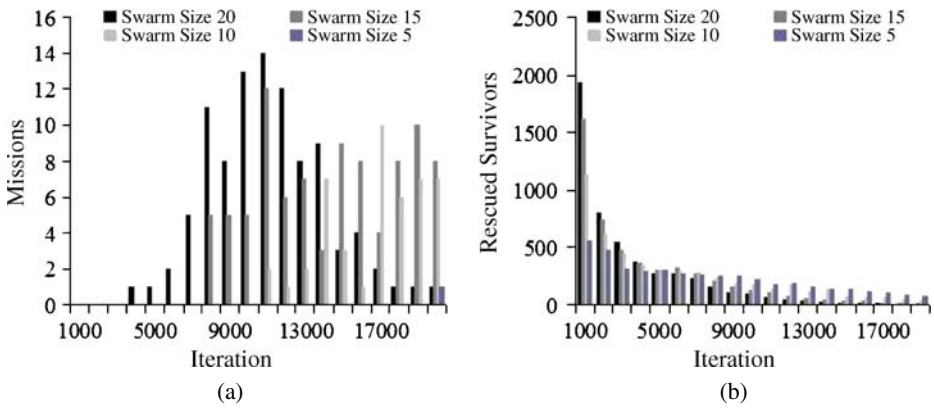 Swarm Size 20 Swarm Size 15
Swarm Size 10 Swarm Size 5
16
14
12
10
8
6
4
2
0
Missions
1000 5000 9000 13000 17000
Iteration
(a)
Swarm Size 20 Swarm Size 15
Swarm Size 10 Swarm Size 5
2500
2000
1500
1000
500
0
Rescued Survivors
1000 5000 9000 13000 17000
Iteration
(b)